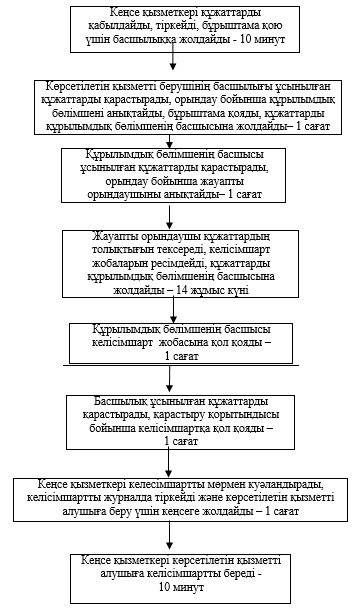 Кеңсе қызметкері құжаттарды
қабылдайды, тіркейді, бұрыштама қою
үшін басшылыққа жолдайды - 10 минут
Көрсетілетін қызметті берушінің басшылығы ұсынылған
құжаттарды қарастырады, орындау бойынша құрылымдық
бөлімшені анықтайды, бұрыштама қояды, құжаттарды
құрылымдық бөлімшенің басшысына жолдайды– 1 сағат
Құрылымдық бөлімшенің басшысы
ұсынылған құжаттарды қарастырады,
орындау бойынша жауапты
орындаушыны анықтайды– 1 сағат
Жауапты орындаушы құжаттардың
толықтығын тексереді, келісімшарт
жобаларын ресімдейді, құжаттарды
құрылымдық бөлімшенің басшысына
жолдайды – 14 жұмыс күні
Құрылымдық бөлімшенің басшысы
келісімшарт жобасына қол қояды –
1 сағат
Басшылық ұсынылған құжаттарды
қарастырады, қарастыру қорытындысы
бойынша келісімшартқа қол қояды –
1 сағат
Кеңсе қызметкері келесімшартты мөрмен куәландырады,
келісімшартты журналда тіркейді және көрсетілетін қызметті
алушыға беру үшін кеңсеге жолдайды – 1 сағат
Кеңсе қызметкері көрсетілетін қызметті
алушыға келісімшартты береді -
10 минут